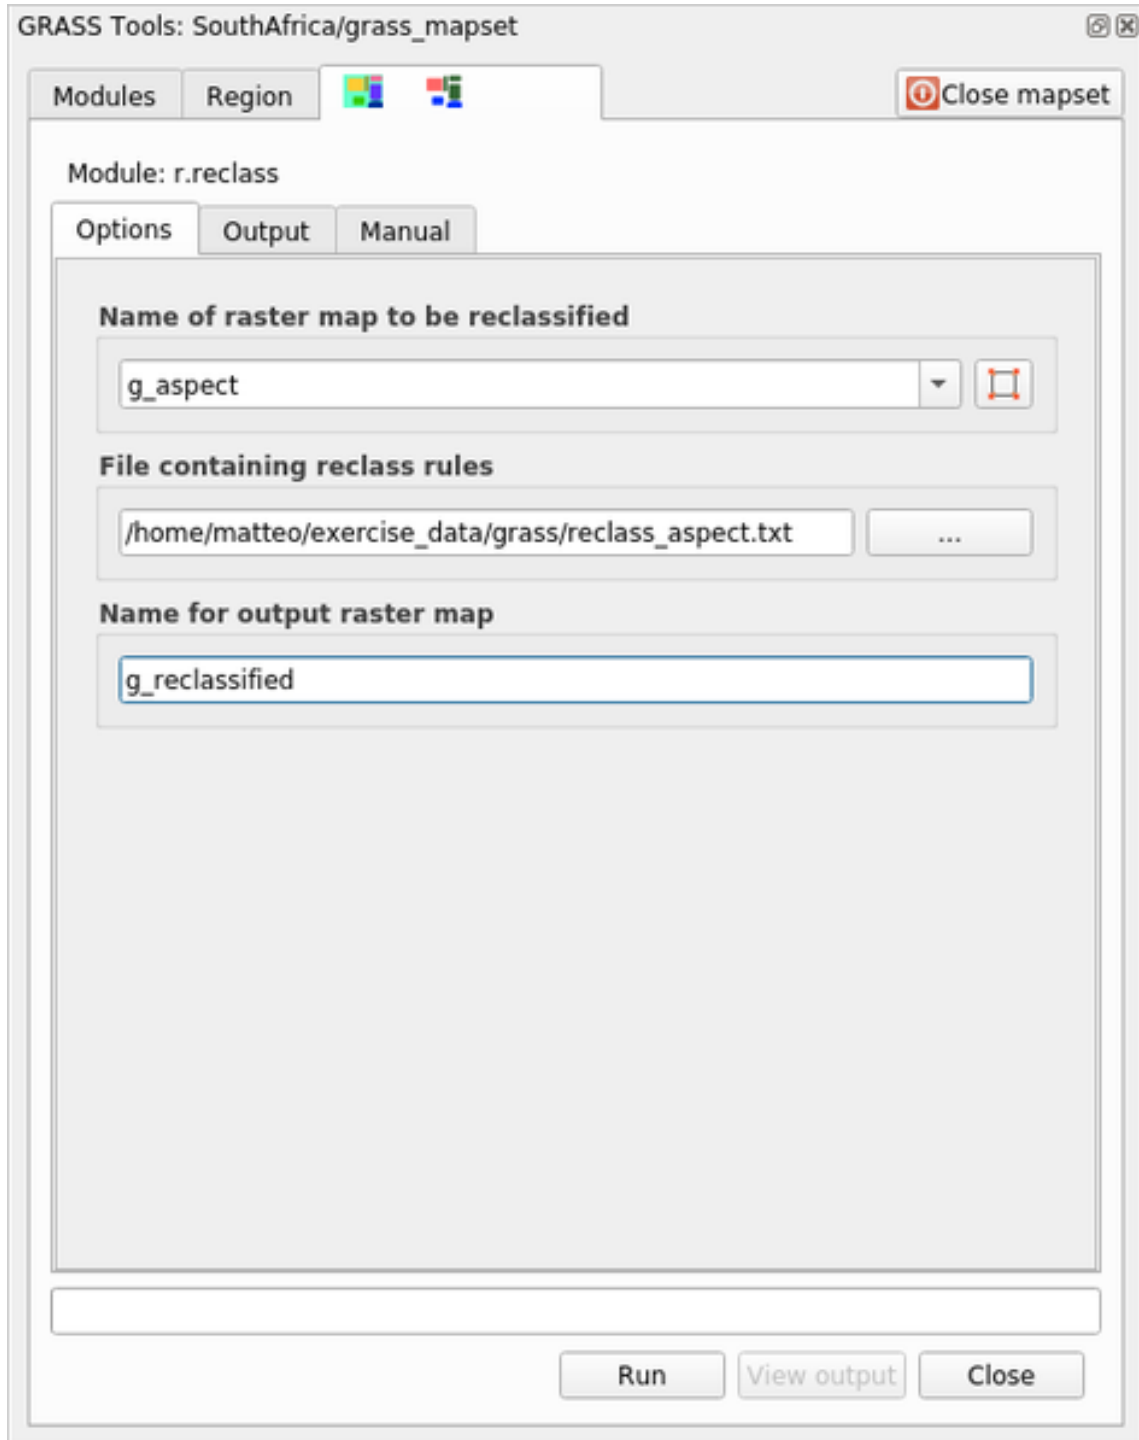 GRASS Tools: SouthAfrica/grass_mapset
Modules Region Close mapset
Module: r.reclass
Options Output Manual
Name of raster map to be reclassified
g_aspect
File containing reclass rules
/home/matteo/exercise_data/grass/reclass_aspect.txt ...
Name for output raster map
g_reclassified
Run View output Close